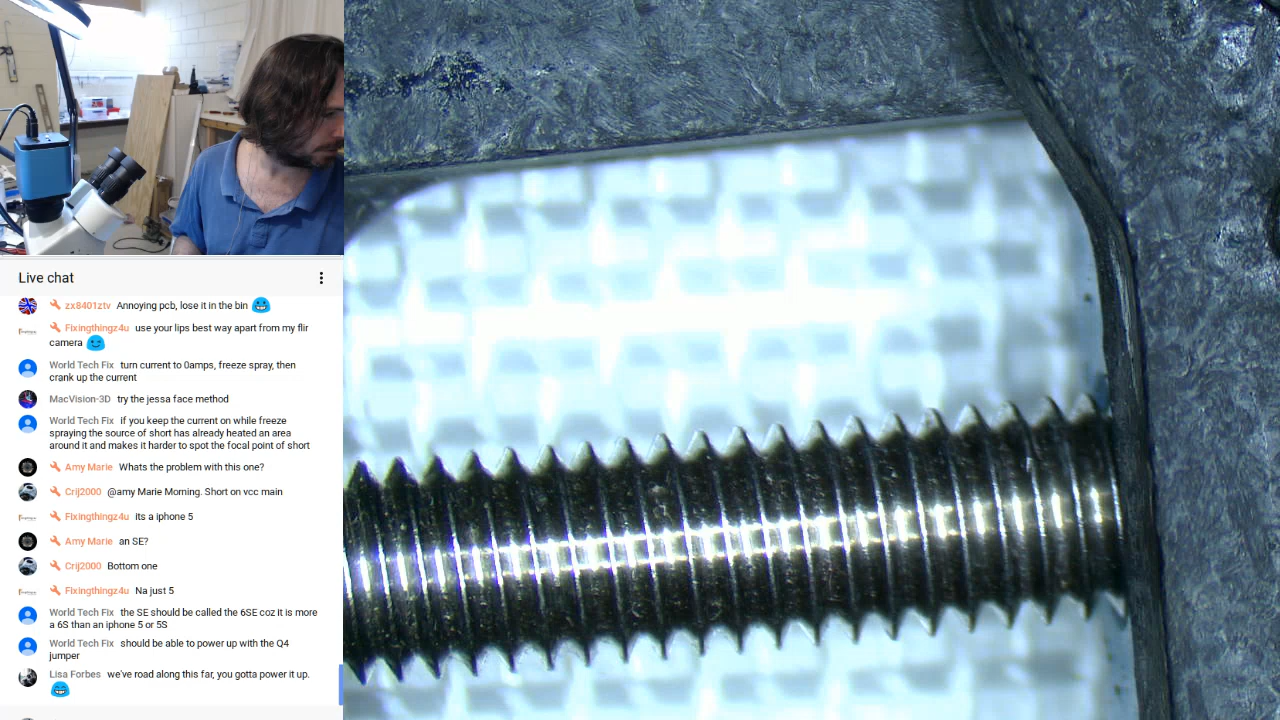 Live chat
zx8401ztv Annoying pcb, lose it in the bin
Fixingthingz4u use your lips best way apart from my flir
camera
World Tech Fix turn current to 0amps, freeze spray, then
crank up the current
MacVision-3D try the jessa face method
World Tech Fix if you keep the current on while freeze
spraying the source of short has already heated an area
around it and makes it harder to spot the focal point of short
Amy Marie Whats the problem with this one?
Crij2000 @amy Marie Morning. Short on vcc main
Fixingthingz4u its a iphone 5
Amy Marie an SE?
Crij2000 Bottom one
Fixingthingz4u Na just 5
World Tech Fix the SE should be called the 6SE coz it is more
a 6S than an iphone 5 or 5S
World Tech Fix should be able to power up with the Q4
jumper
Lisa Forbes we've road along this far, you gotta power it up.